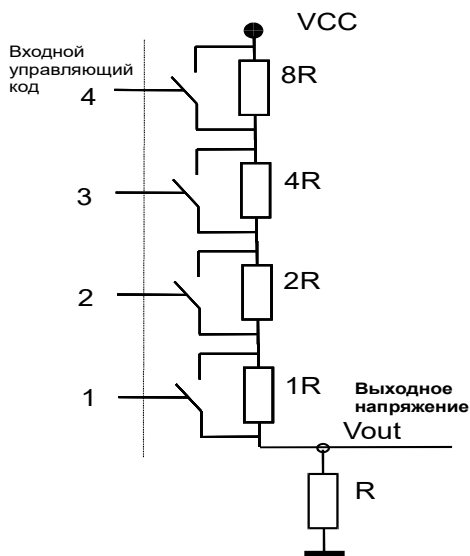 VCC
Входной
управляющий
код
4
8R
3
4R
2
2R
1
1R
Выходное
напряжение
Vout
R